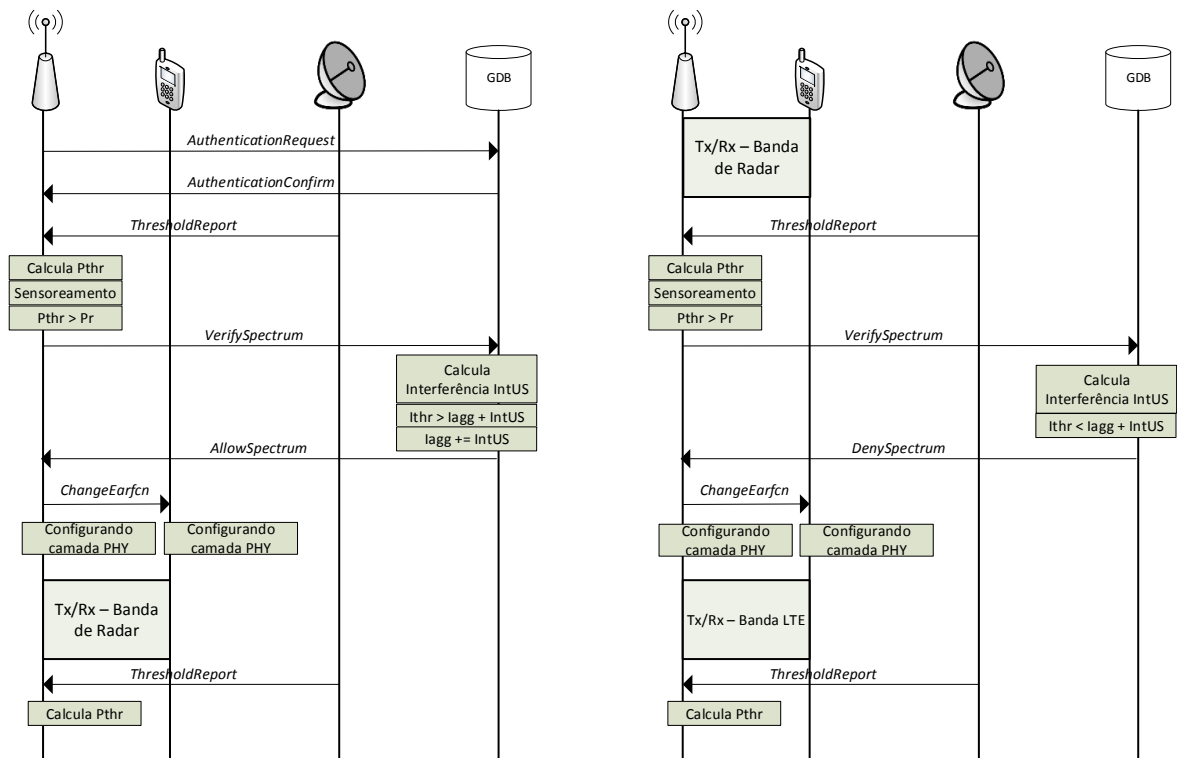 GDB
AuthenticationRequest
AuthenticationConfirm
ThresholdReport
Calcula Pthr
Sensoreamento
Pthr > Pr
VerifySpectrum
Calcula
Interferência IntUS
Ithr > Iagg + IntUS
Iagg += IntUS
AllowSpectrum
ChangeEarfcn
Configurando
camada PHY
Configurando
camada PHY
Tx/Rx – Banda
de Radar
ThresholdReport
Calcula Pthr
GDB
Tx/Rx – Banda
de Radar
ThresholdReport
Calcula Pthr
Sensoreamento
Pthr > Pr
VerifySpectrum
Calcula
Interferência IntUS
Ithr < Iagg + IntUS
DenySpectrum
ChangeEarfcn
Configurando
camada PHY
Configurando
camada PHY
Tx/Rx – Banda LTE
ThresholdReport
Calcula Pthr